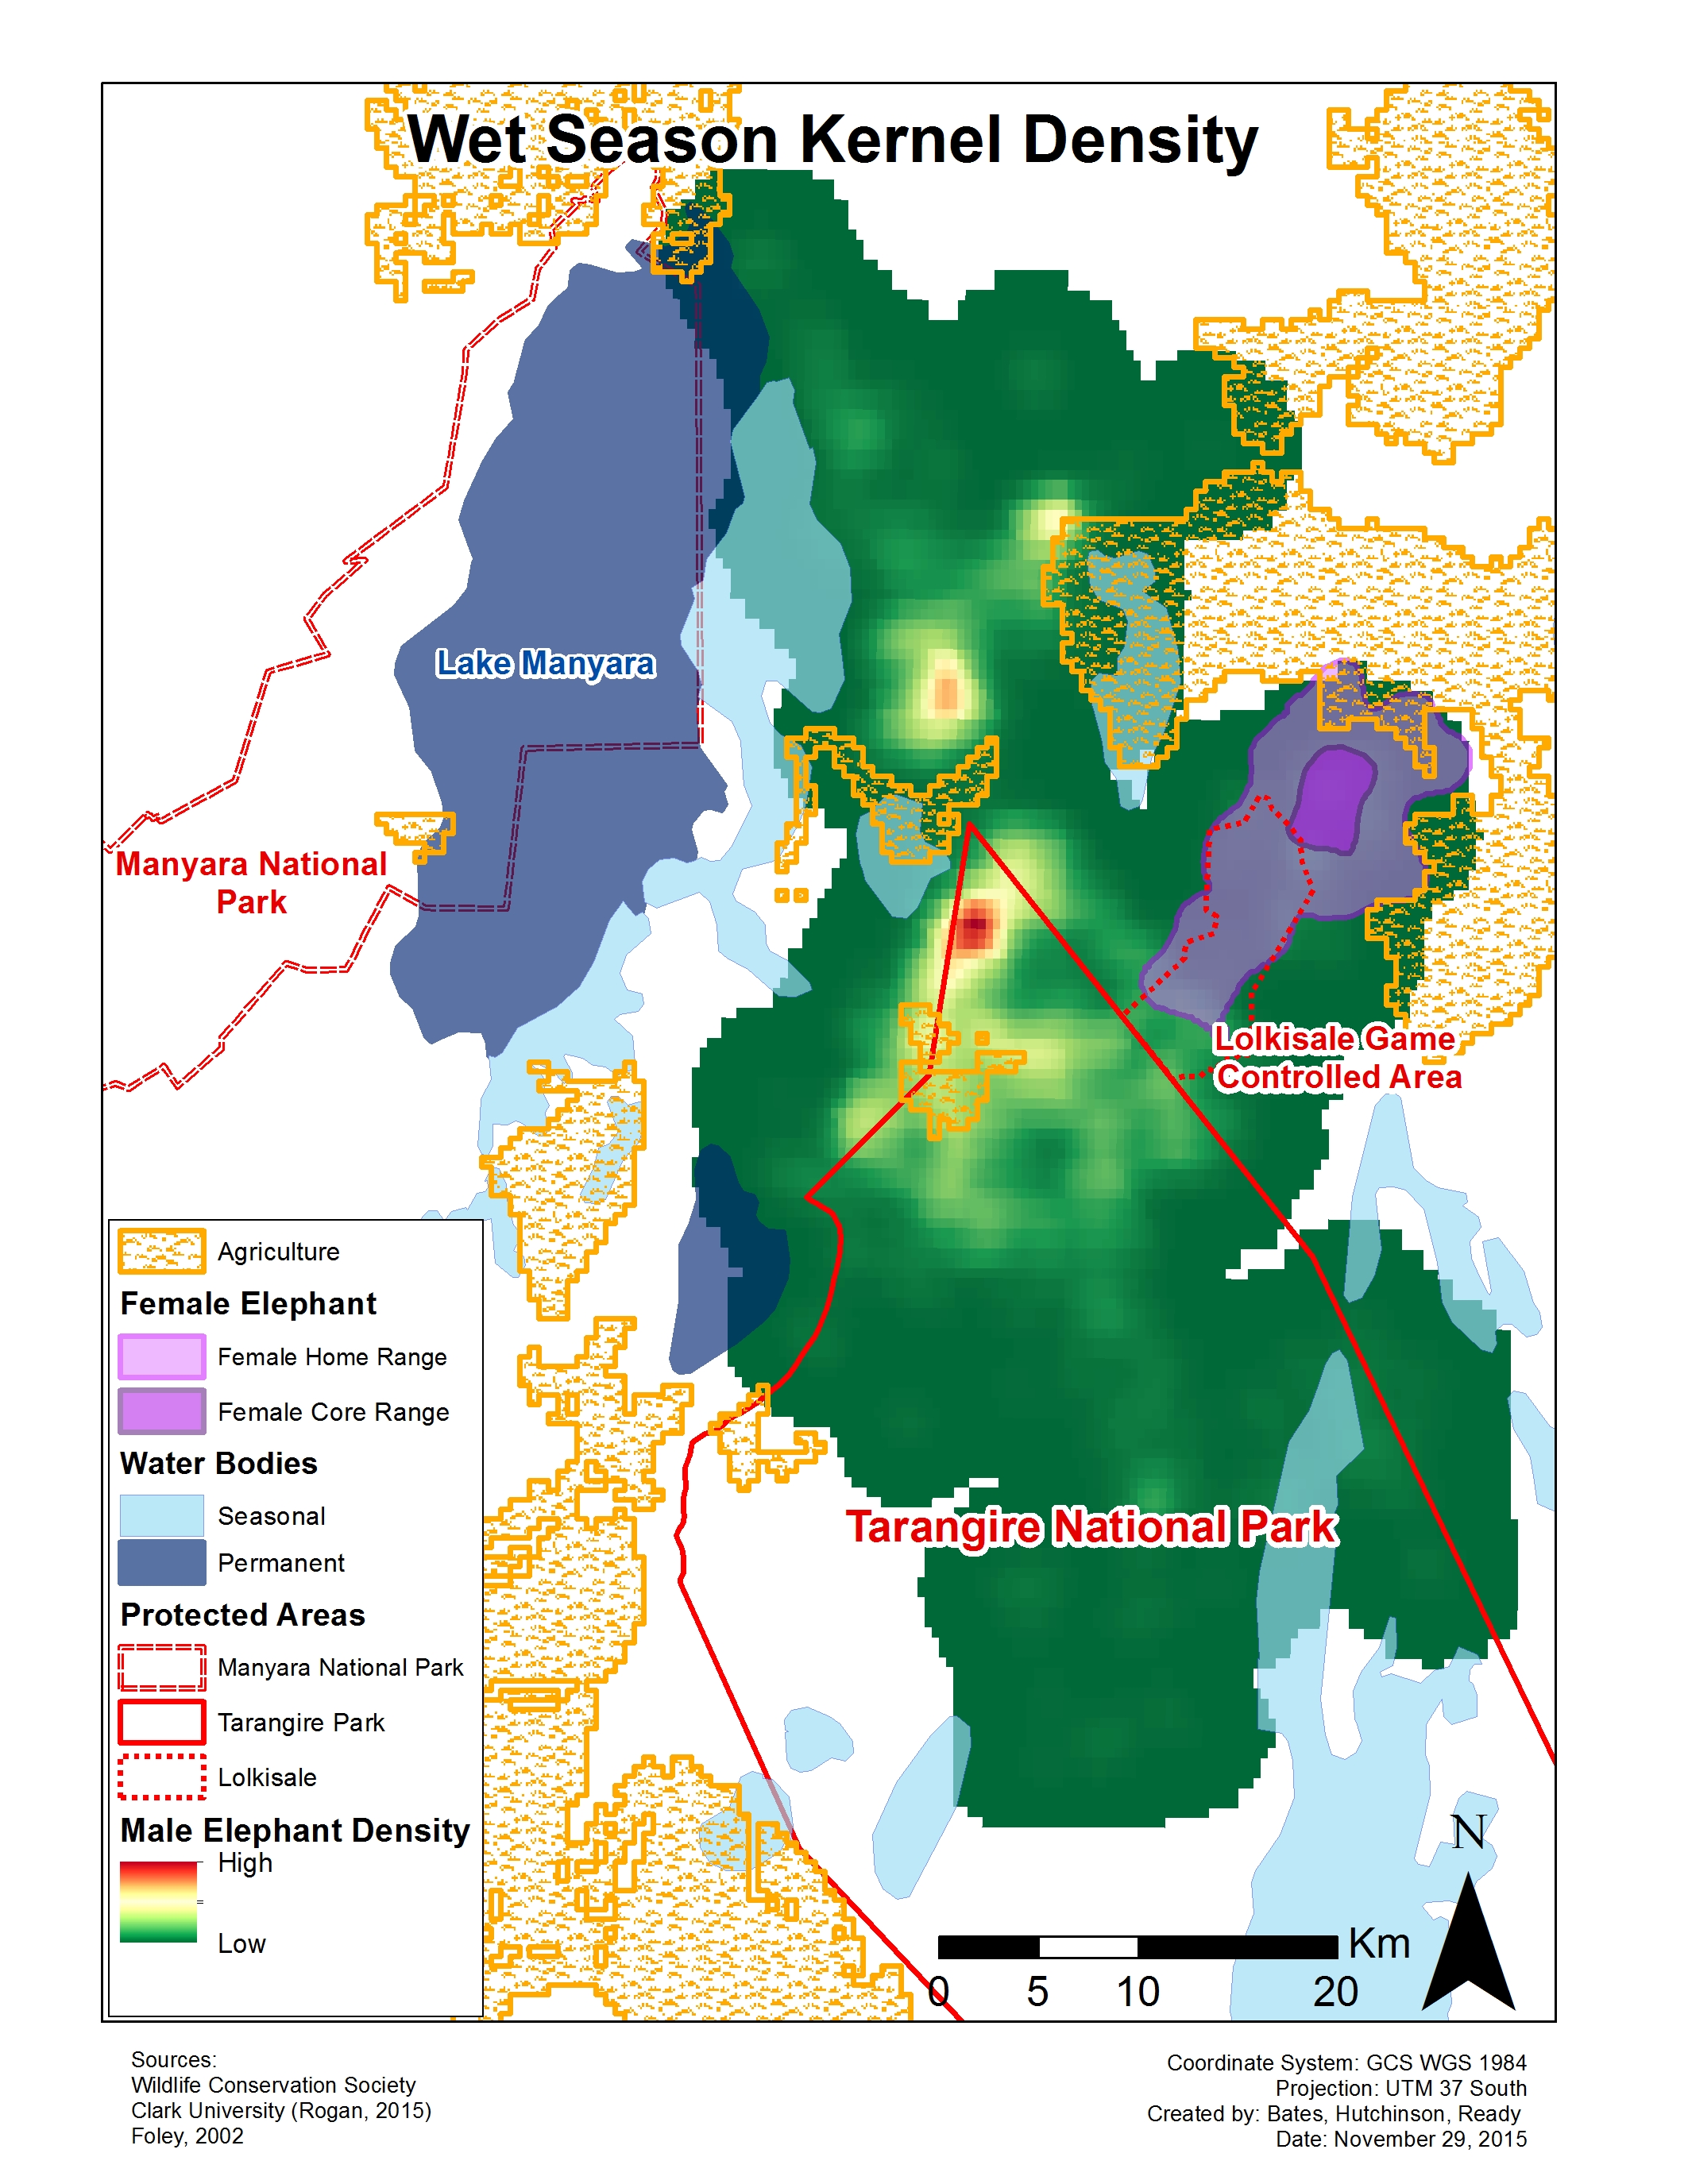 Wet Season Kernel Density
Lake Manyara
Manyara National
Park
Lolkisale Game
Controlled Area
Tarangire National Park
Agriculture
Female Elephant
Female Home Range
Female Core Range
Water Bodies
Seasonal
Permanent
Protected Areas
Manyara National Park
Tarangire Park
Lolkisale
Male Elephant Density
High
Low
N
Km
0 5 10 20
Sources:
Wildlife Conservation Society
Clark University (Rogan, 2015)
Foley, 2002
Coordinate System: GCS WGS 1984
Projection: UTM 37 South
Created by: Bates, Hutchinson, Ready
Date: November 29, 2015